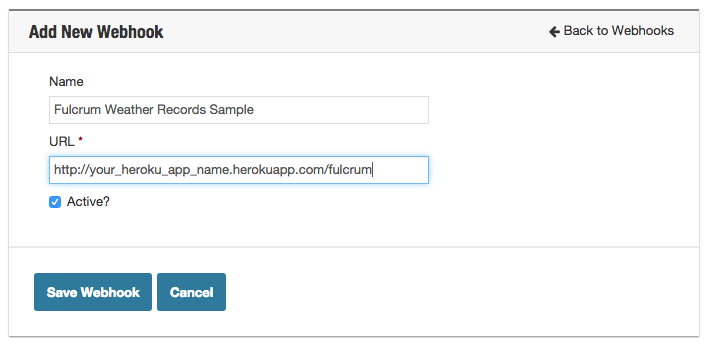 Add New Webhook
Back to Webhooks
Name
Fulcrum Weather Records Sample
URL *
http://your_heroku_app_name.herokuapp.com/fulcrum
Active?
Save Webhook
Cancel